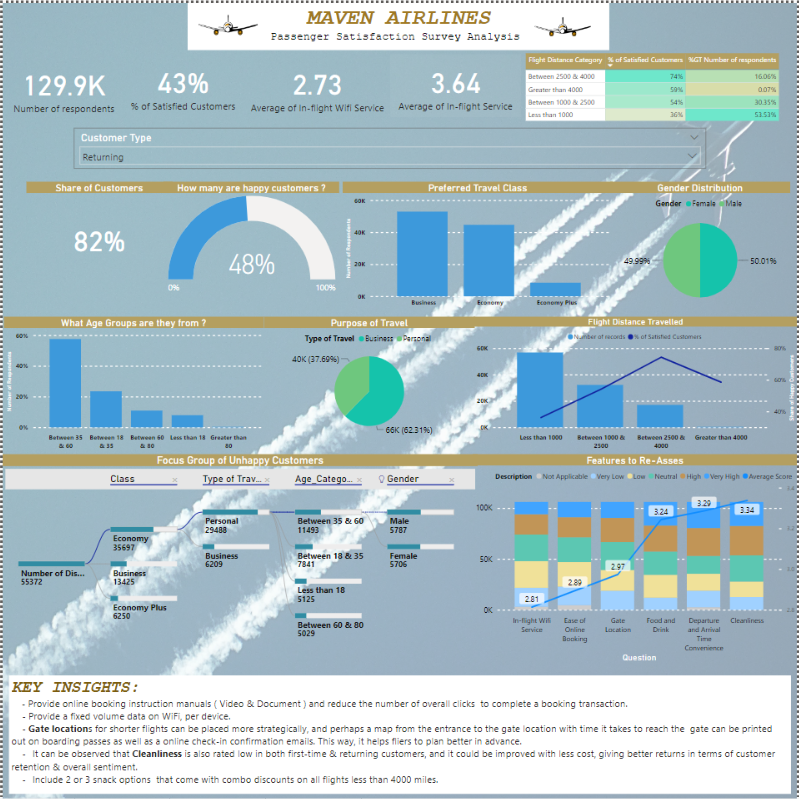 MAVEN AIRLINES
Passenger Satisfaction Survey Analysis
129.9K
Number of respondents
43%
% of Satisfied Customers
2.73
Average of In-flight Wifi Service
3.64
Average of In-flight Service
Flight Distance Category % of Satisfied Customers %GT Number of respondents
Between 2500 & 4000 74% 16.06%
Greater than 4000 59% 0.07%
Between 1000 & 2500 54% 30.35%
Less than 1000 36% 53.53%
Customer Type
Returning
Share of Customers
82%
How many are happy customers ?
48%
0% 100%
Preferred Travel Class
Number of Respondents
60K
40K
20K
0K
Business Economy Economy Plus
Gender Distribution
Gender Female Male
49.99% 50.01%
What Age Groups are they from ?
60%
40%
20%
0%
Between 35 & 60
Between 18 & 35
Between 60 & 80
Less than 18
Greater than 80
Purpose of Travel
Type of Travel Business Personal
40K (37.69%)
66K (62.31%)
Flight Distance Travelled
Number of records % of Satisfied Customers
60K
40K
20K
0K
80%
60%
40%
Less than 1000
Between 1000 & 2500
Between 2500 & 4000
Greater than 4000
Focus Group of Unhappy Customers
Class
Type of Trav...
Age_Catego...
Gender
Number of Dis...
55372
Economy
35697
Business
13425
Economy Plus
6250
Personal
29488
Business
6209
Between 35 & 60
11493
Between 18 & 35
7841
Less than 18
5125
Between 60 & 80
5029
Male
5787
Female
5706
Features to Re-Asses
Description Not Applicable Very Low Low Neutral High Very High Average Score
100K
50K
0K
2.81
2.89
2.97
3.24
3.29
3.34
In-flight Wifi Service
Ease of Online Booking
Gate Location
Food and Drink
Departure and Arrival Time Convenience
Cleanliness
Question
KEY INSIGHTS:
- Provide online booking instruction manuals ( Video & Document ) and reduce the number of overall clicks to complete a booking transaction.
- Provide a fixed volume data on WiFi, per device.
- Gate locations for shorter flights can be placed more strategically, and perhaps a map from the entrance to the gate location with time it takes to reach the gate can be printed
out on boarding passes as well as a online check-in confirmation emails. This way, it helps fliers to plan better in advance.
- It can be observed that Cleanliness is also rated low in both first-time & returning customers, and it could be improved with less cost, giving better returns in terms of customer
retention & overall sentiment.
- Include 2 or 3 snack options that come with combo discounts on all flights less than 4000 miles.